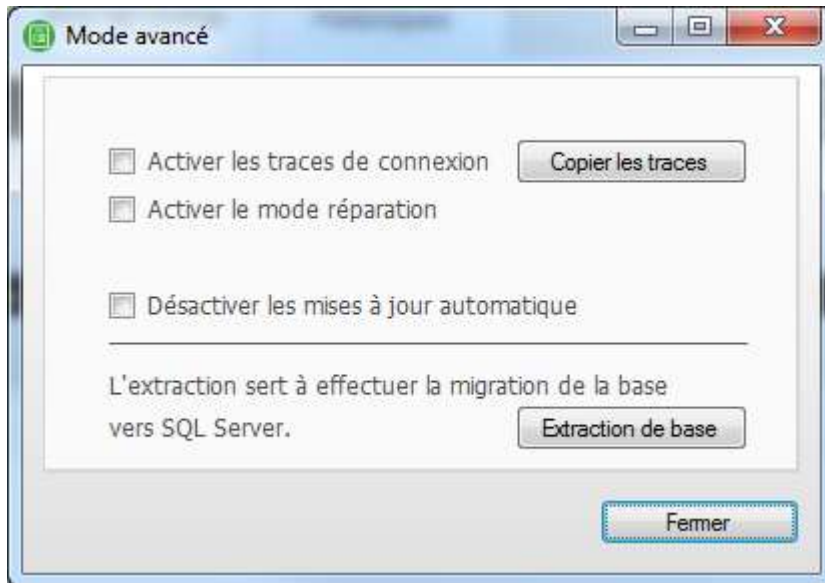 Mode avancé
Activer les traces de connexion Copier les traces
Activer le mode réparation
Désactiver les mises à jour automatique
L'extraction sert à effectuer la migration de la base
vers SQL Server. Extraction de base
Fermer